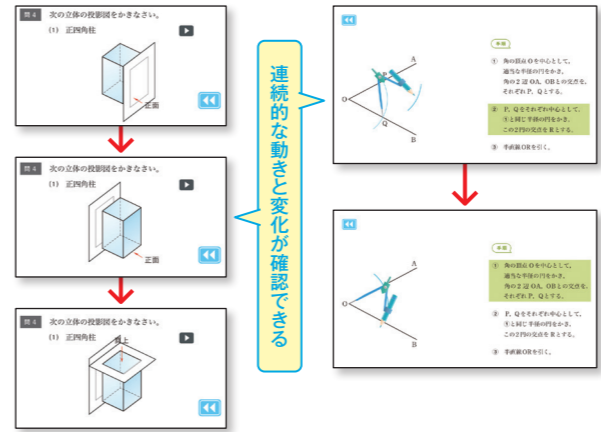 問4 次の立体の投影図をかきなさい。
(1) 正四角柱
正面
問4 次の立体の投影図をかきなさい。
(1) 正四角柱
正面
問4 次の立体の投影図をかきなさい。
(1) 正四角柱
真上
連続的な動きと変化が確認できる
A
P
O
Q
B
手順
① 角の頂点Oを中心として、
適当な半径の円をかき、
角の2辺OA、OBとの交点を、
それぞれP、Qとする。
② P、Qをそれぞれ中心として、
①と同じ半径の円をかき、
この2円の交点をRとする。
③ 半直線ORを引く。
A
O
B
手順
① 角の頂点Oを中心として、
適当な半径の円をかき、
角の2辺OA、OBとの交点を、
それぞれP、Qとする。
② P、Qをそれぞれ中心として、
①と同じ半径の円をかき、
この2円の交点をRとする。
③ 半直線ORを引く。